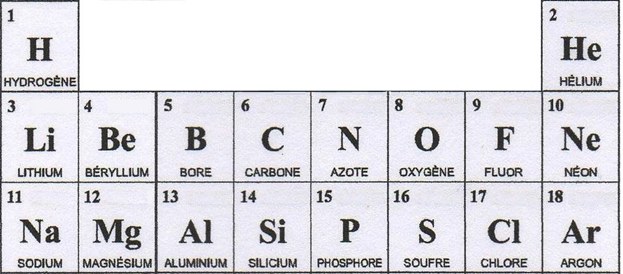 1 2
H He
HYDROGÈNE HÉLIUM
3 4 5 6 7 8 9 10
Li Be B C N O F Ne
LITHIUM BÉRYLLIUM BORE CARBONE AZOTE OXYGÈNE FLUOR NÉON
11 12 13 14 15 16 17 18
Na Mg Al Si P S Cl Ar
SODIUM MAGNÉSIUM ALUMINIUM SILICIUM PHOSPHORE SOUFRE CHLORE ARGON